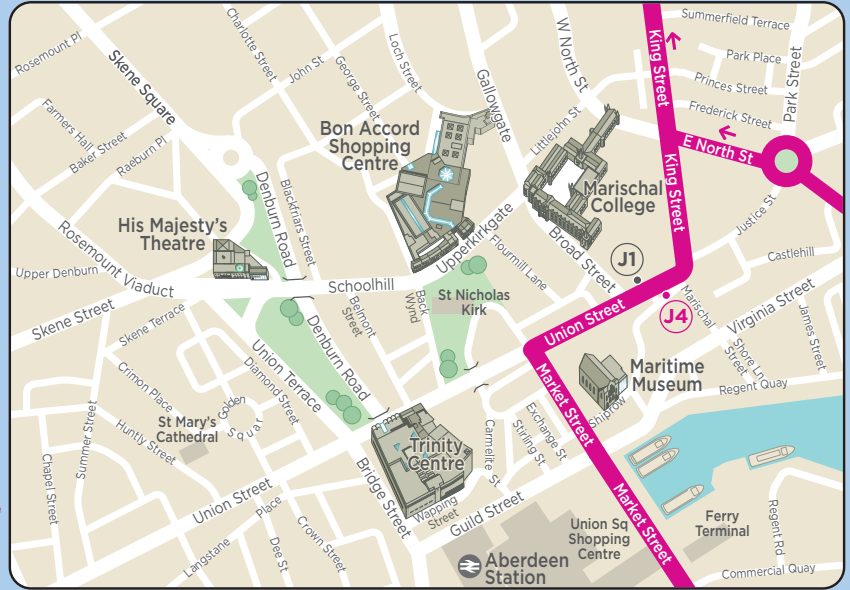 Rosemount Pl
Skene Square
Charlotte Street
John St
George Street
Loch Street
Gallowgate
W North St
King Street
Summerfield Terrace
Park Place
Princes Street
Park Street
Frederick Street
Farmers Hall
Baker Street
Raeburn Pl
Bon Accord
Shopping
Centre
Littlejohn St
E North St
King Street
Marischal
College
Denburn Road
Blackfriars Street
His Majesty's
Theatre
Upperkirkgate
Flourmill Lane
Broad Street
Justice St
Castlehill
J1
Rosemount Viaduct
Upper Denburn
Skene Street
Schoolhill
Back
Wynd
St Nicholas
Kirk
Belmont
Street
Union Street
J4
Marischal
Virginia Street
Skene Terrace
Union Terrace
Denburn Road
Diamond Street
Crimon Place
Golden
Squar
Maritime
Museum
Shore Ln
Street
James Street
Regent Quay
Market Street
Shiprow
Summer Street
Huntly Street
St Mary's
Cathedral
Trinity
Centre
Carmelite St
Exchange St
Stirling St
Chapel Street
Union Street
Bridge Street
Wapping
Street
Guild Street
Market Street
Langstane
Place
Dee St
Crown Street
Union Sq
Shopping
Centre
Ferry
Terminal
Regent Rd
Aberdeen
Station
Commercial Quay